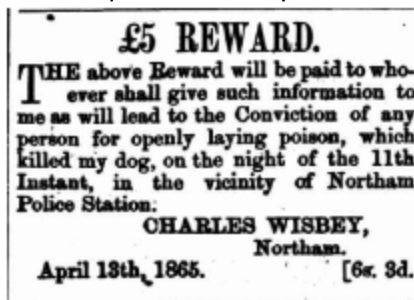 £5 REWARD.
THE above Reward will be paid to who-
ever shall give such information to
me as will lead to the Conviction of any
person for openly laying poison, which
killed my dog, on the night of the 11th
Instant, in the vicinity of Northam
Police Station.
CHARLES WISBEY,
Northam.
April 13th, 1865. [6s. 3d.